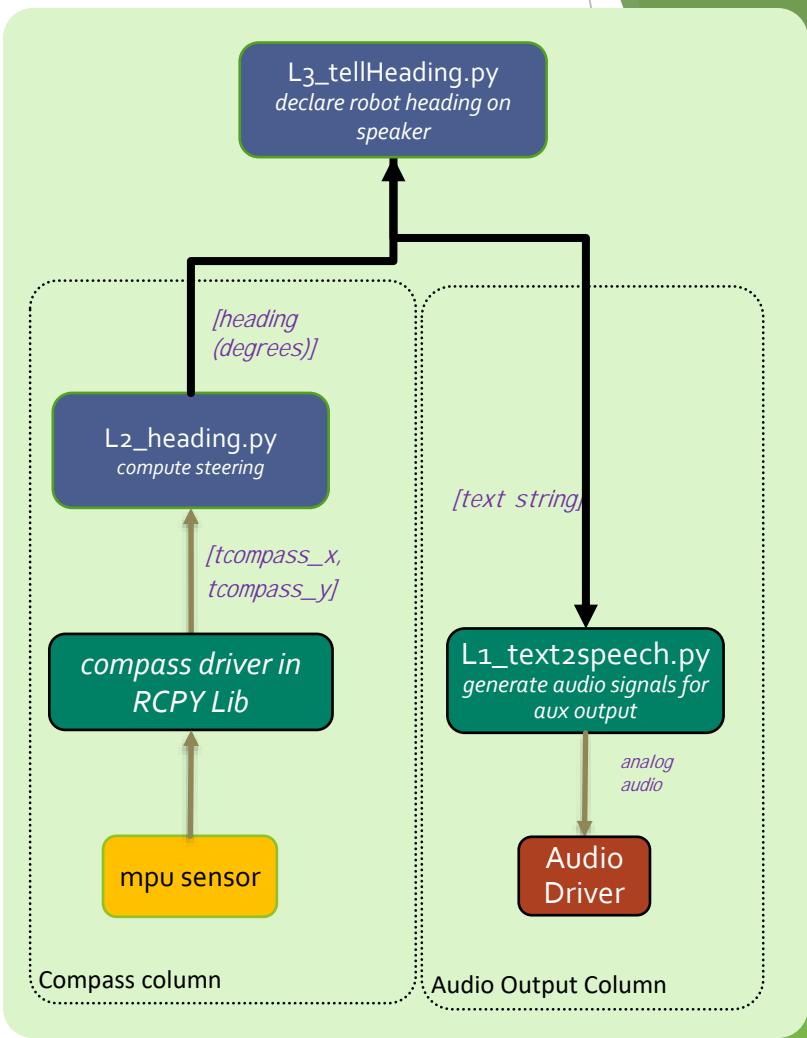 L3_tellHeading.py
declare robot heading on
speaker
[heading
(degrees)]
L2_heading.py
compute steering
[text string]
[tcompass_x,
tcompass_y]
compass driver in
RCPY Lib
L1_text2speech.py
generate audio signals for
aux output
analog
audio
mpu sensor
Audio
Driver
Compass column
Audio Output Column